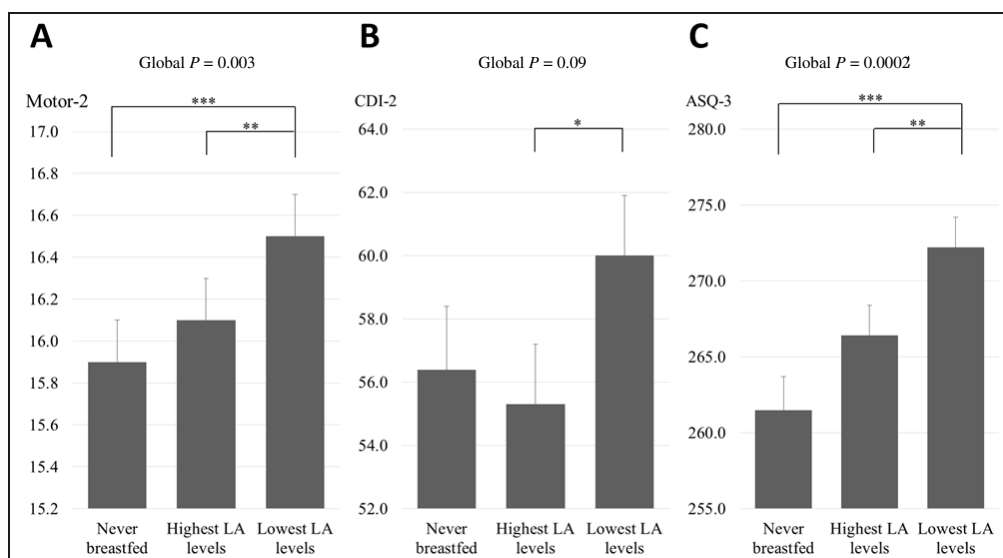 A
Global P = 0.003
Motor-2
***
**
17.0
16.8
16.6
16.4
16.2
16.0
15.8
15.6
15.4
15.2
Never breastfed
Highest LA levels
Lowest LA levels
B
Global P = 0.09
CDI-2
*
64.0
62.0
60.0
58.0
56.0
54.0
52.0
Never breastfed
Highest LA levels
Lowest LA levels
C
Global P = 0.0002
ASQ-3
***
**
280.0
275.0
270.0
265.0
260.0
255.0
Never breastfed
Highest LA levels
Lowest LA levels